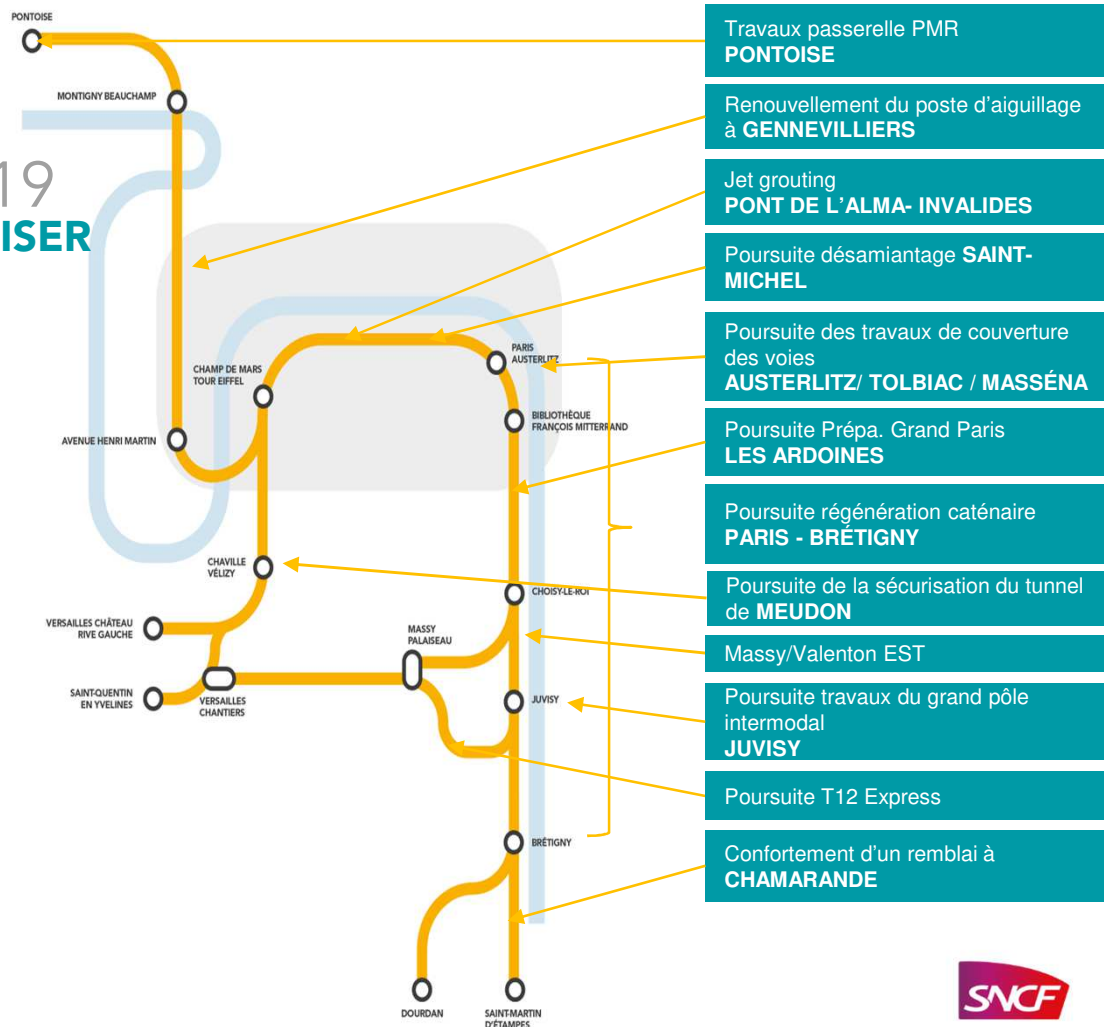 PONTOISE
MONTIGNY BEAUCHAMP
19
ISER
CHAMP DE MARS
TOUR EIFFEL
PARIS
AUSTERLITZ
AVENUE HENRI MARTIN
BIBLIOTHÈQUE
FRANÇOIS MITTERRAND
CHAVILLE
VÉLIZY
CHOISY-LE-ROI
VERSAILLES CHÂTEAU
RIVE GAUCHE
MASSY
PALAISEAU
SAINT-QUENTIN
EN YVELINES
VERSAILLES
CHANTIERS
JUVISY
BRÉTIGNY
DOURDAN
SAINT-MARTIN
D'ÉTAMPES
Travaux passerelle PMR
PONTOISE
Renouvellement du poste d'aiguillage
à GENNEVILLIERS
Jet grouting
PONT DE L'ALMA- INVALIDES
Poursuite désamiantage SAINT-
MICHEL
Poursuite des travaux de couverture
des voies
AUSTERLITZ/ TOLBIAC / MASSÉNA
Poursuite Prépa. Grand Paris
LES ARDOINES
Poursuite régénération caténaire
PARIS - BRÉTIGNY
Poursuite de la sécurisation du tunnel
de MEUDON
Massy/Valenton EST
Poursuite travaux du grand pôle
intermodal
JUVISY
Poursuite T12 Express
Confortement d'un remblai à
CHAMARANDE
SNCF